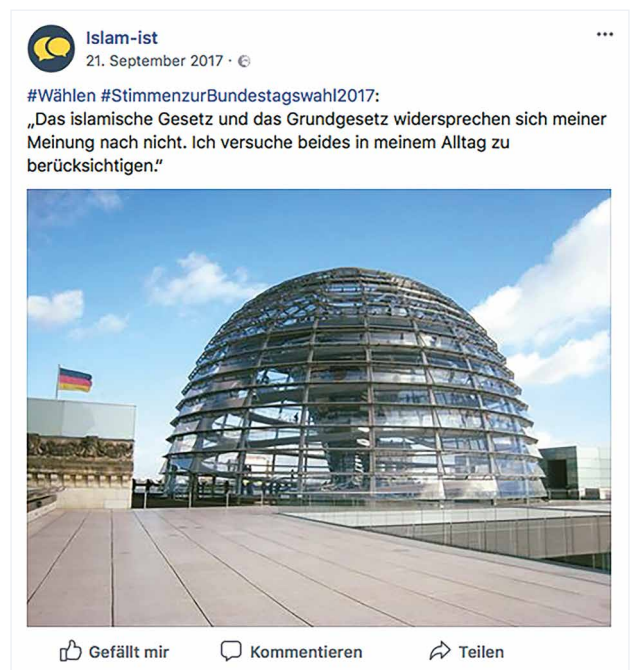 Islam-ist
21. September 2017 ·
#Wählen #StimmenzurBundestagswahl2017:
„Das islamische Gesetz und das Grundgesetz widersprechen sich meiner
Meinung nach nicht. Ich versuche beides in meinem Alltag zu
berücksichtigen.“
Gefällt mir Kommentieren Teilen